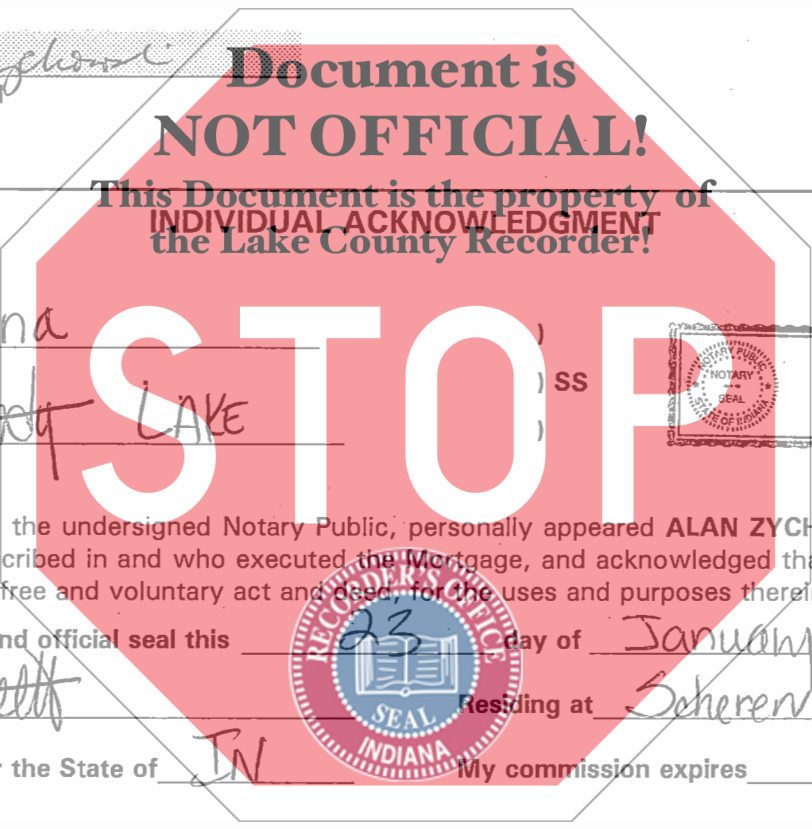 Document is
NOT OFFICIAL!
This Document is the property of
INDIVIDUAL ACKNOWLEDGMENT
the Lake County Recorder!
na
)
STOP
) SS
LAKE
)
NOTARY PUBLIC
NOTARY
SEAL
STATE OF INDIANA
the undersigned Notary Public, personally appeared ALAN ZYCH
cribed in and who executed the Mortgage, and acknowledged tha
free and voluntary act and deed, for the uses and purposes therei
nd official seal this 23 day of January
RECORDER'S OFFICE
SEAL
INDIANA
Residing at Scherer
r the State of IN My commission expires